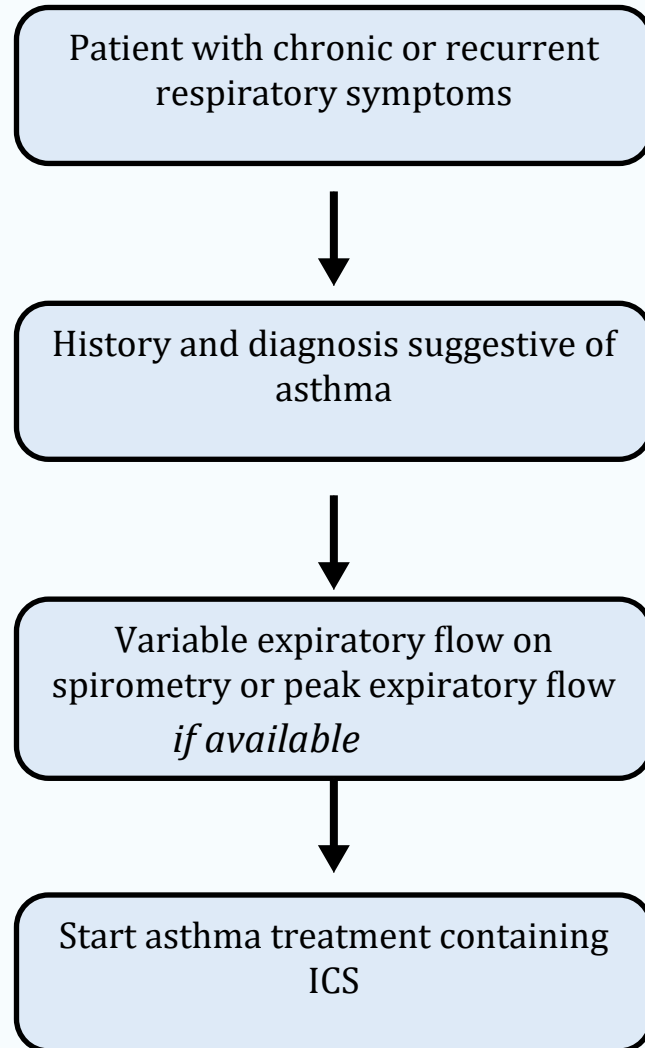 Patient with chronic or recurrent
respiratory symptoms
History and diagnosis suggestive of
asthma
Variable expiratory flow on
spirometry or peak expiratory flow
if available
Start asthma treatment containing
ICS